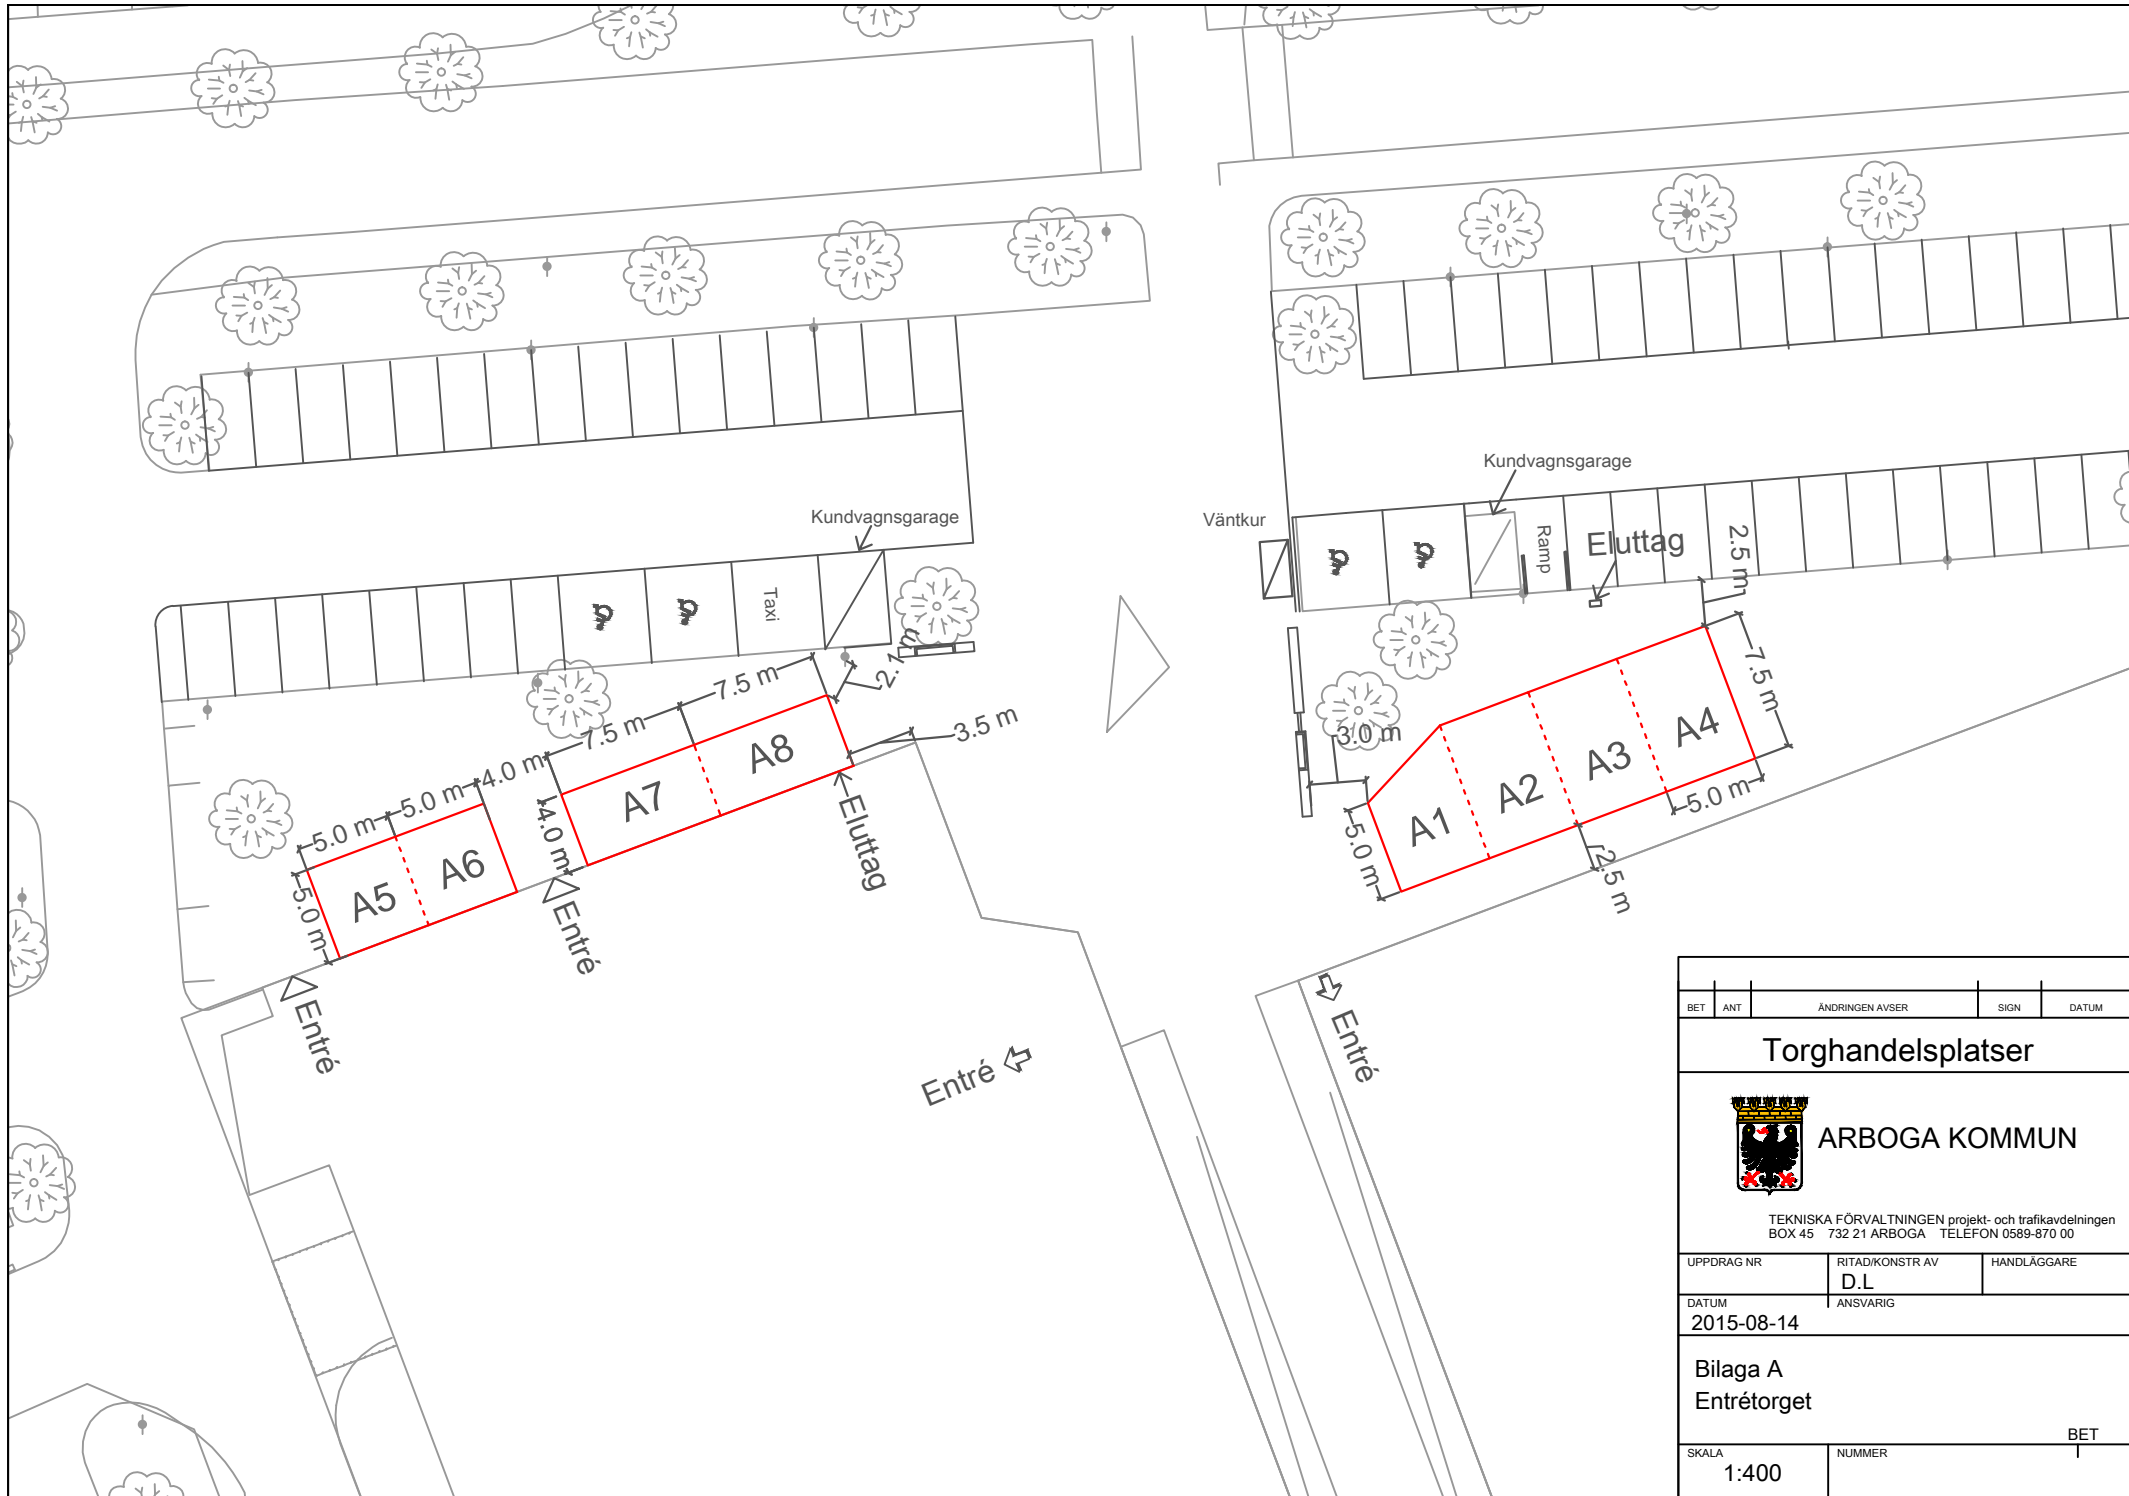 Kundvagnsgarage
Kundvagnsgarage
Väntkur
Ramp
Eluttag
2.5 m
Taxi
2.1 m
7.5 m
7.5 m
3.5 m
4.0 m
5.0 m
5.0 m
5.0 m
4.0 m
A5
A6
A7
A8
Eluttag
Entré
Entré
3.0 m
7.5 m
5.0 m
5.0 m
2.5 m
A1
A2
A3
A4
Entré
Entré
BET ANT ÄNDRINGEN AVSER SIGN DATUM
Torghandelsplatser
ARBOGA KOMMUN
TEKNISKA FÖRVALTNINGEN projekt- och trafikavdelningen
BOX 45 732 21 ARBOGA TELEFON 0589-870 00
UPPDRAG NR RITAD/KONSTR AV HANDLÄGGARE
D.L
DATUM ANSVARIG
2015-08-14
Bilaga A
Entrétorget
BET
SKALA NUMMER
1:400